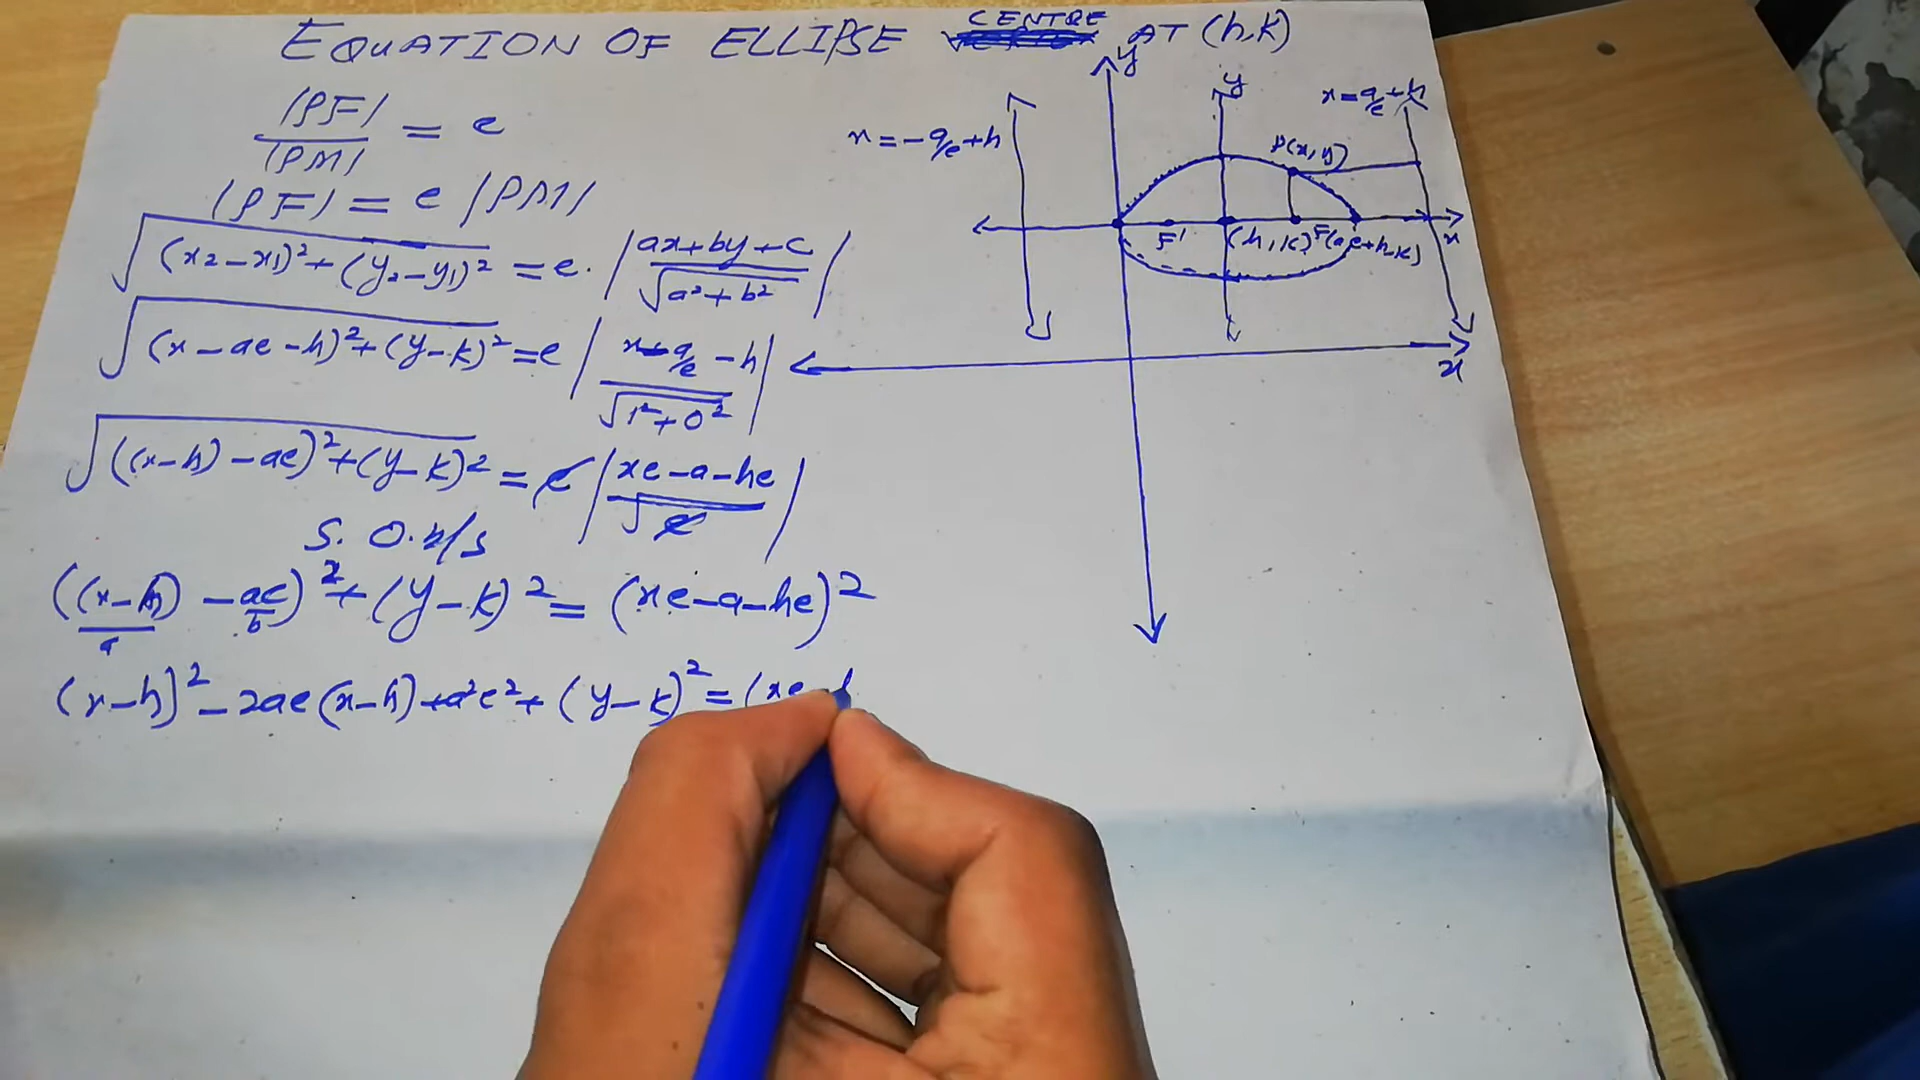 EQUATION OF ELLIPSE CENTRE AT (h,k)
|PF| / |PM| = e
|PF| = e |PM|
√((x₂-x₁)²+(y₂-y₁)²) = e. |(ax+by+c)/√(a²+b²)|
√((x-ae-h)²+(y-k)²) = e |(x-a/e-h)/√(1²+0²)|
√(((x-h)-ae)²+(y-k)²) = e |(xe-a-he)/√e|
S. O. b/s
((x-h)-ae)²+(y-k)² = (xe-a-he)²
a b
(x-h)²-2ae(x-h)+a²e²+(y-k)² = (xe
y
y
x=a/e+h
x=-a/e+h
P(x,y)
F' (h,k) F(ae+h,k) x
x